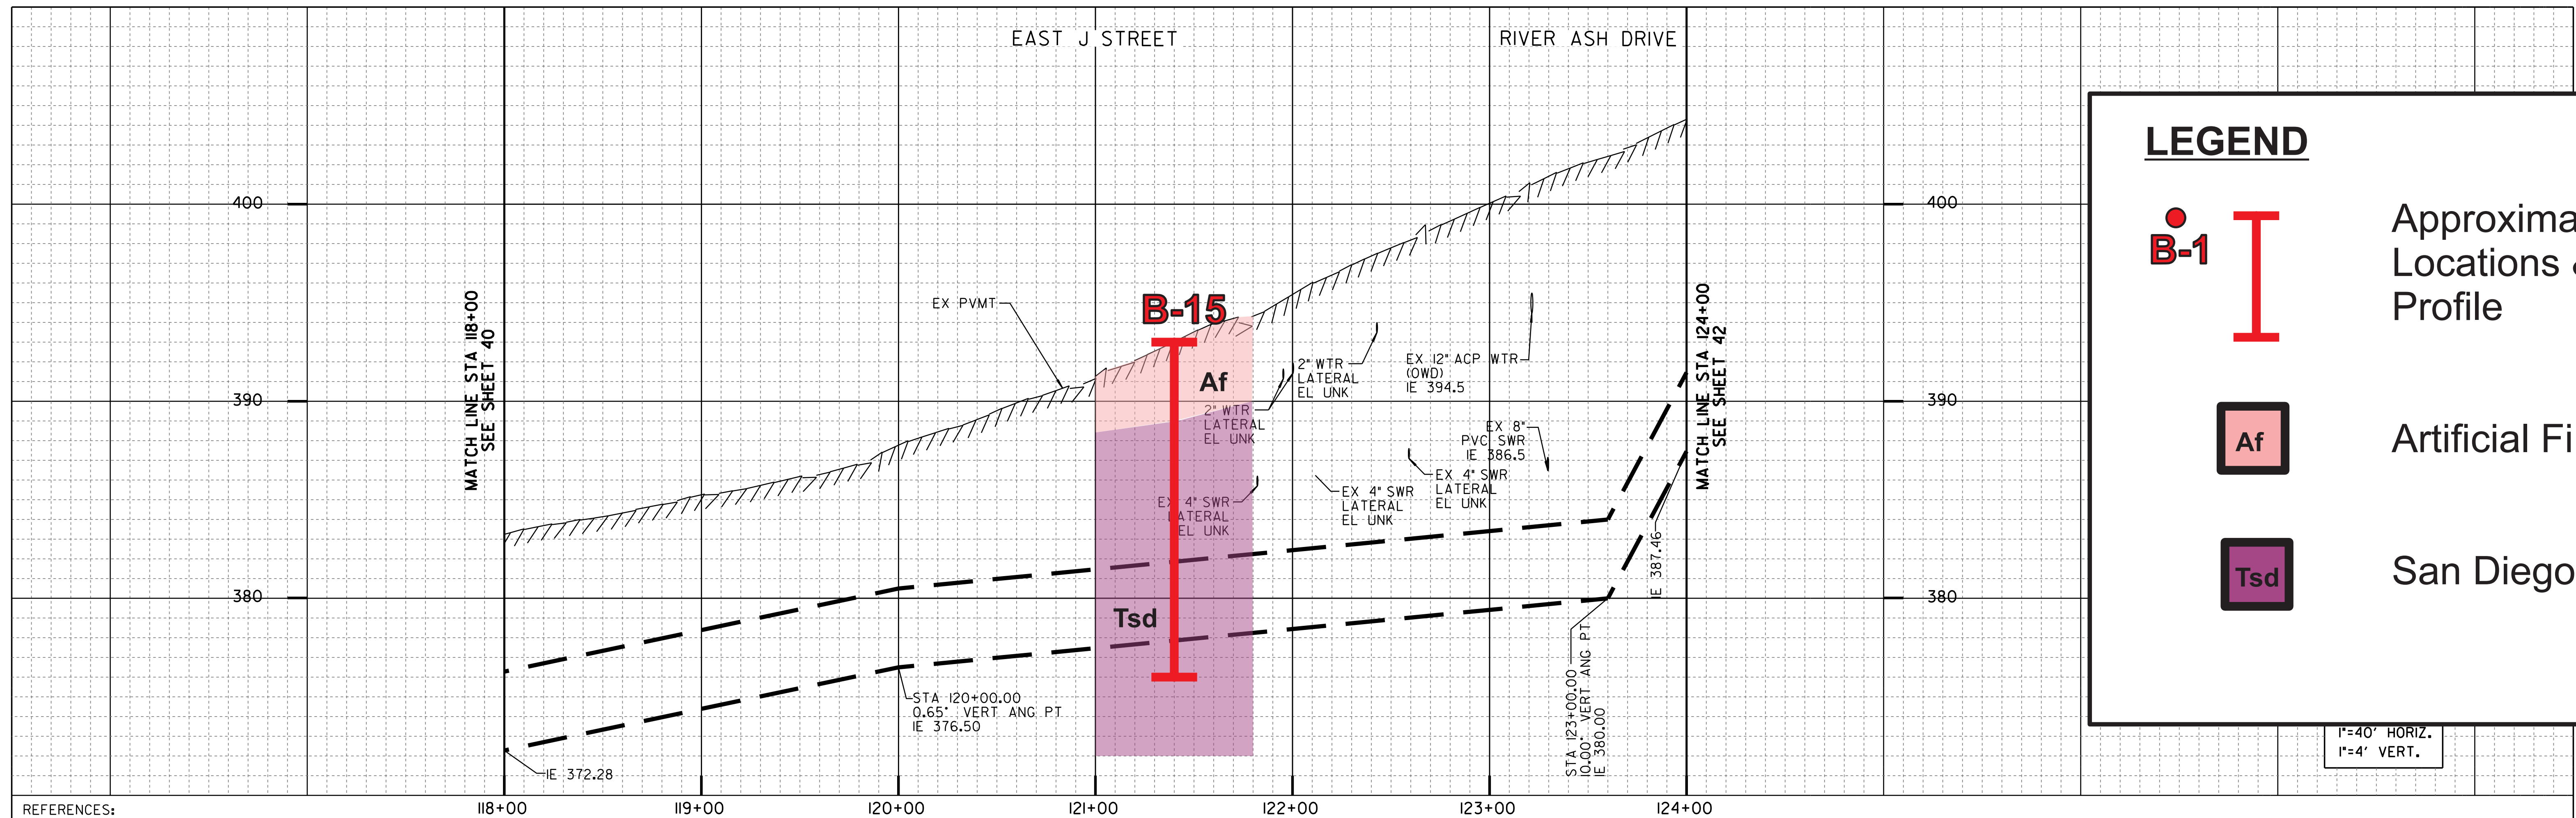 EAST J STREET
RIVER ASH DRIVE
LEGEND
B-1
Approxima
Locations &
Profile
Af
Artificial Fi
Tsd
San Diego
1"=40' HORIZ.
1"=4' VERT.
400
390
380
400
390
380
MATCH LINE STA 118+00
SEE SHEET 40
EX PVMT
B-15
Af
Tsd
2" WTR
LATERAL
EL UNK
2" WTR
LATERAL
EL UNK
EX 12" ACP WTR
(OWD)
IE 394.5
EX 8"
PVC SWR
IE 386.5
EX 4" SWR
LATERAL
EL UNK
EX 4" SWR
LATERAL
EL UNK
EX 4" SWR
LATERAL
EL UNK
MATCH LINE STA 124+00
SEE SHEET 42
IE 387.46
STA 123+00.00
10.00° VERT ANG PT
IE 380.00
STA 120+00.00
0.65° VERT ANG PT
IE 376.50
IE 372.28
REFERENCES:
118+00
119+00
120+00
121+00
122+00
123+00
124+00